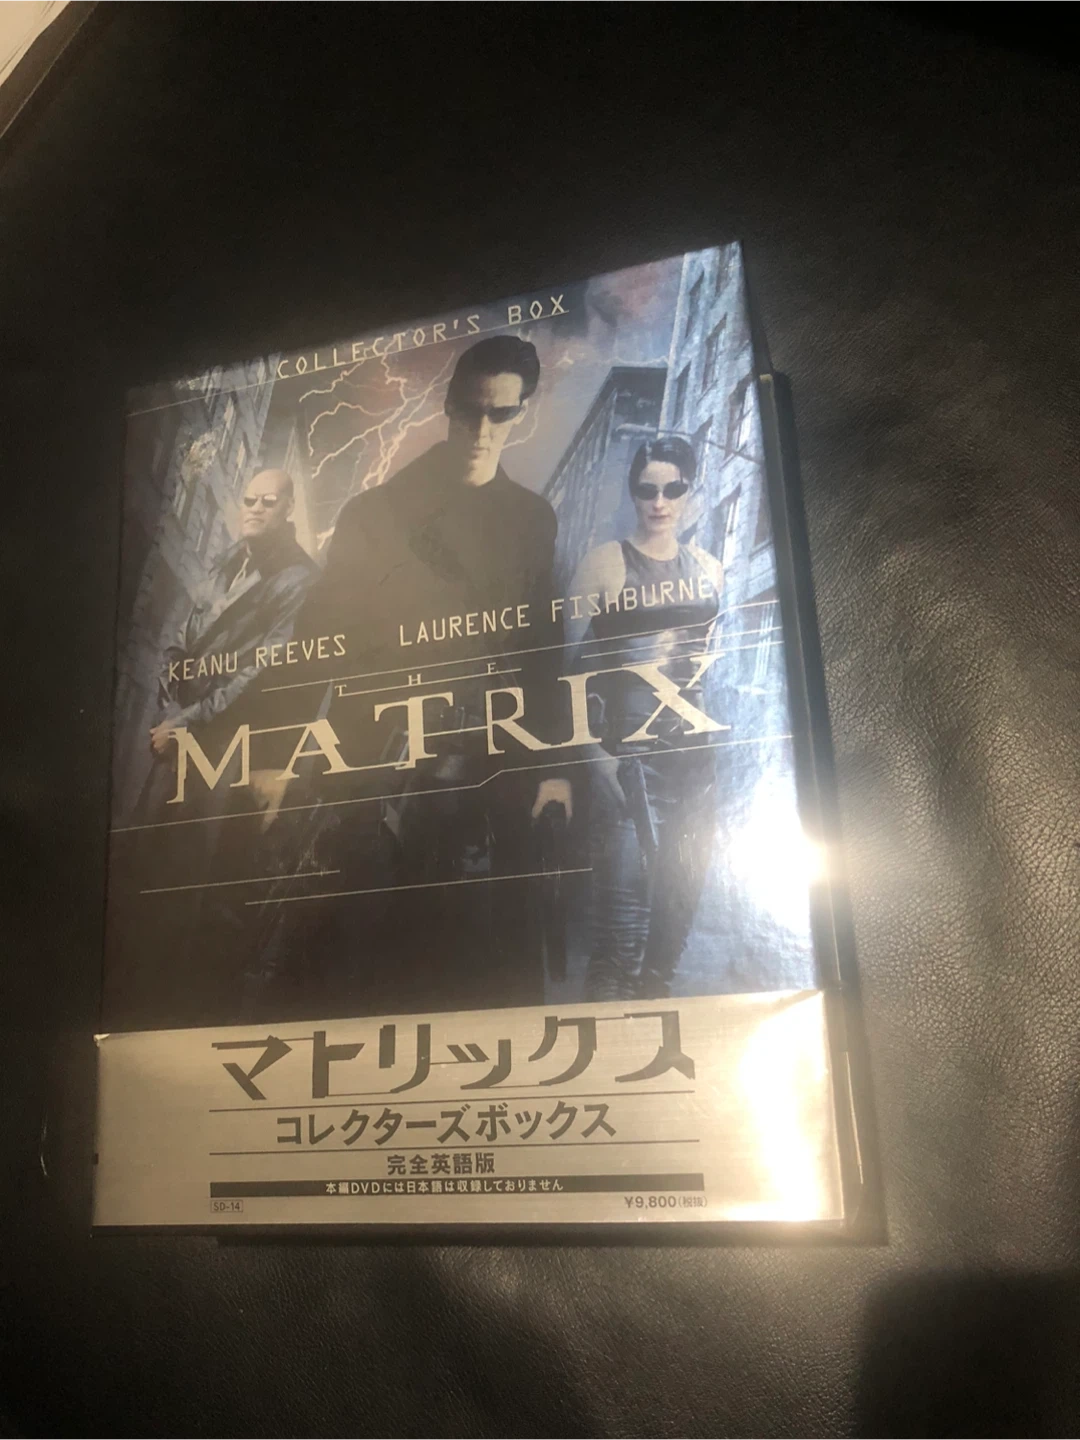 COLLECTOR'S BOX
KEANU REEVES LAURENCE FISHBURNE
THE
MATRIX
マトリックス
コレクターズボックス
完全英語版
本編DVDには日本語は収録しておりません
SD-14 ¥9,800(税抜)